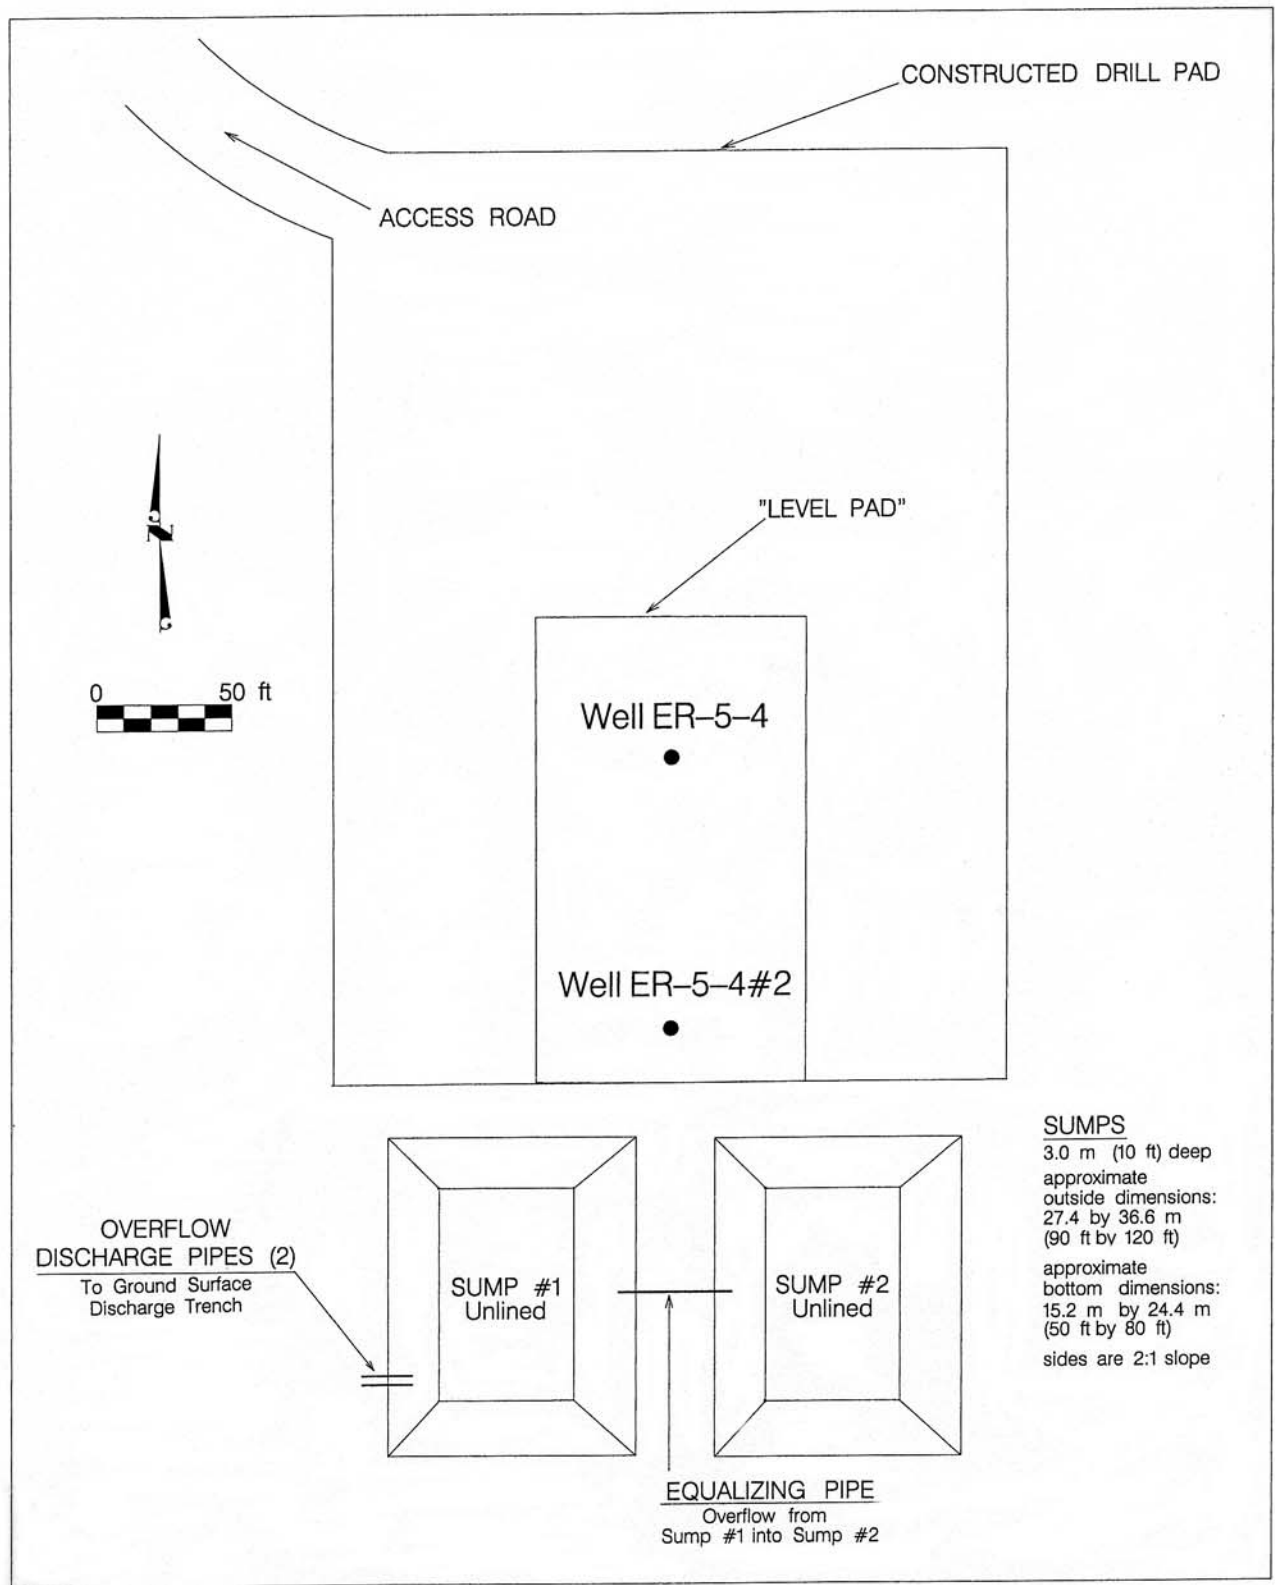 CONSTRUCTED DRILL PAD
ACCESS ROAD
"LEVEL PAD"
N
0 50 ft
Well ER–5–4
Well ER–5–4#2
SUMPS
3.0 m (10 ft) deep
approximate
outside dimensions:
27.4 by 36.6 m
(90 ft by 120 ft)
approximate
bottom dimensions:
15.2 m by 24.4 m
(50 ft by 80 ft)
sides are 2:1 slope
OVERFLOW
DISCHARGE PIPES (2)
To Ground Surface
Discharge Trench
SUMP #1
Unlined
SUMP #2
Unlined
EQUALIZING PIPE
Overflow from
Sump #1 into Sump #2